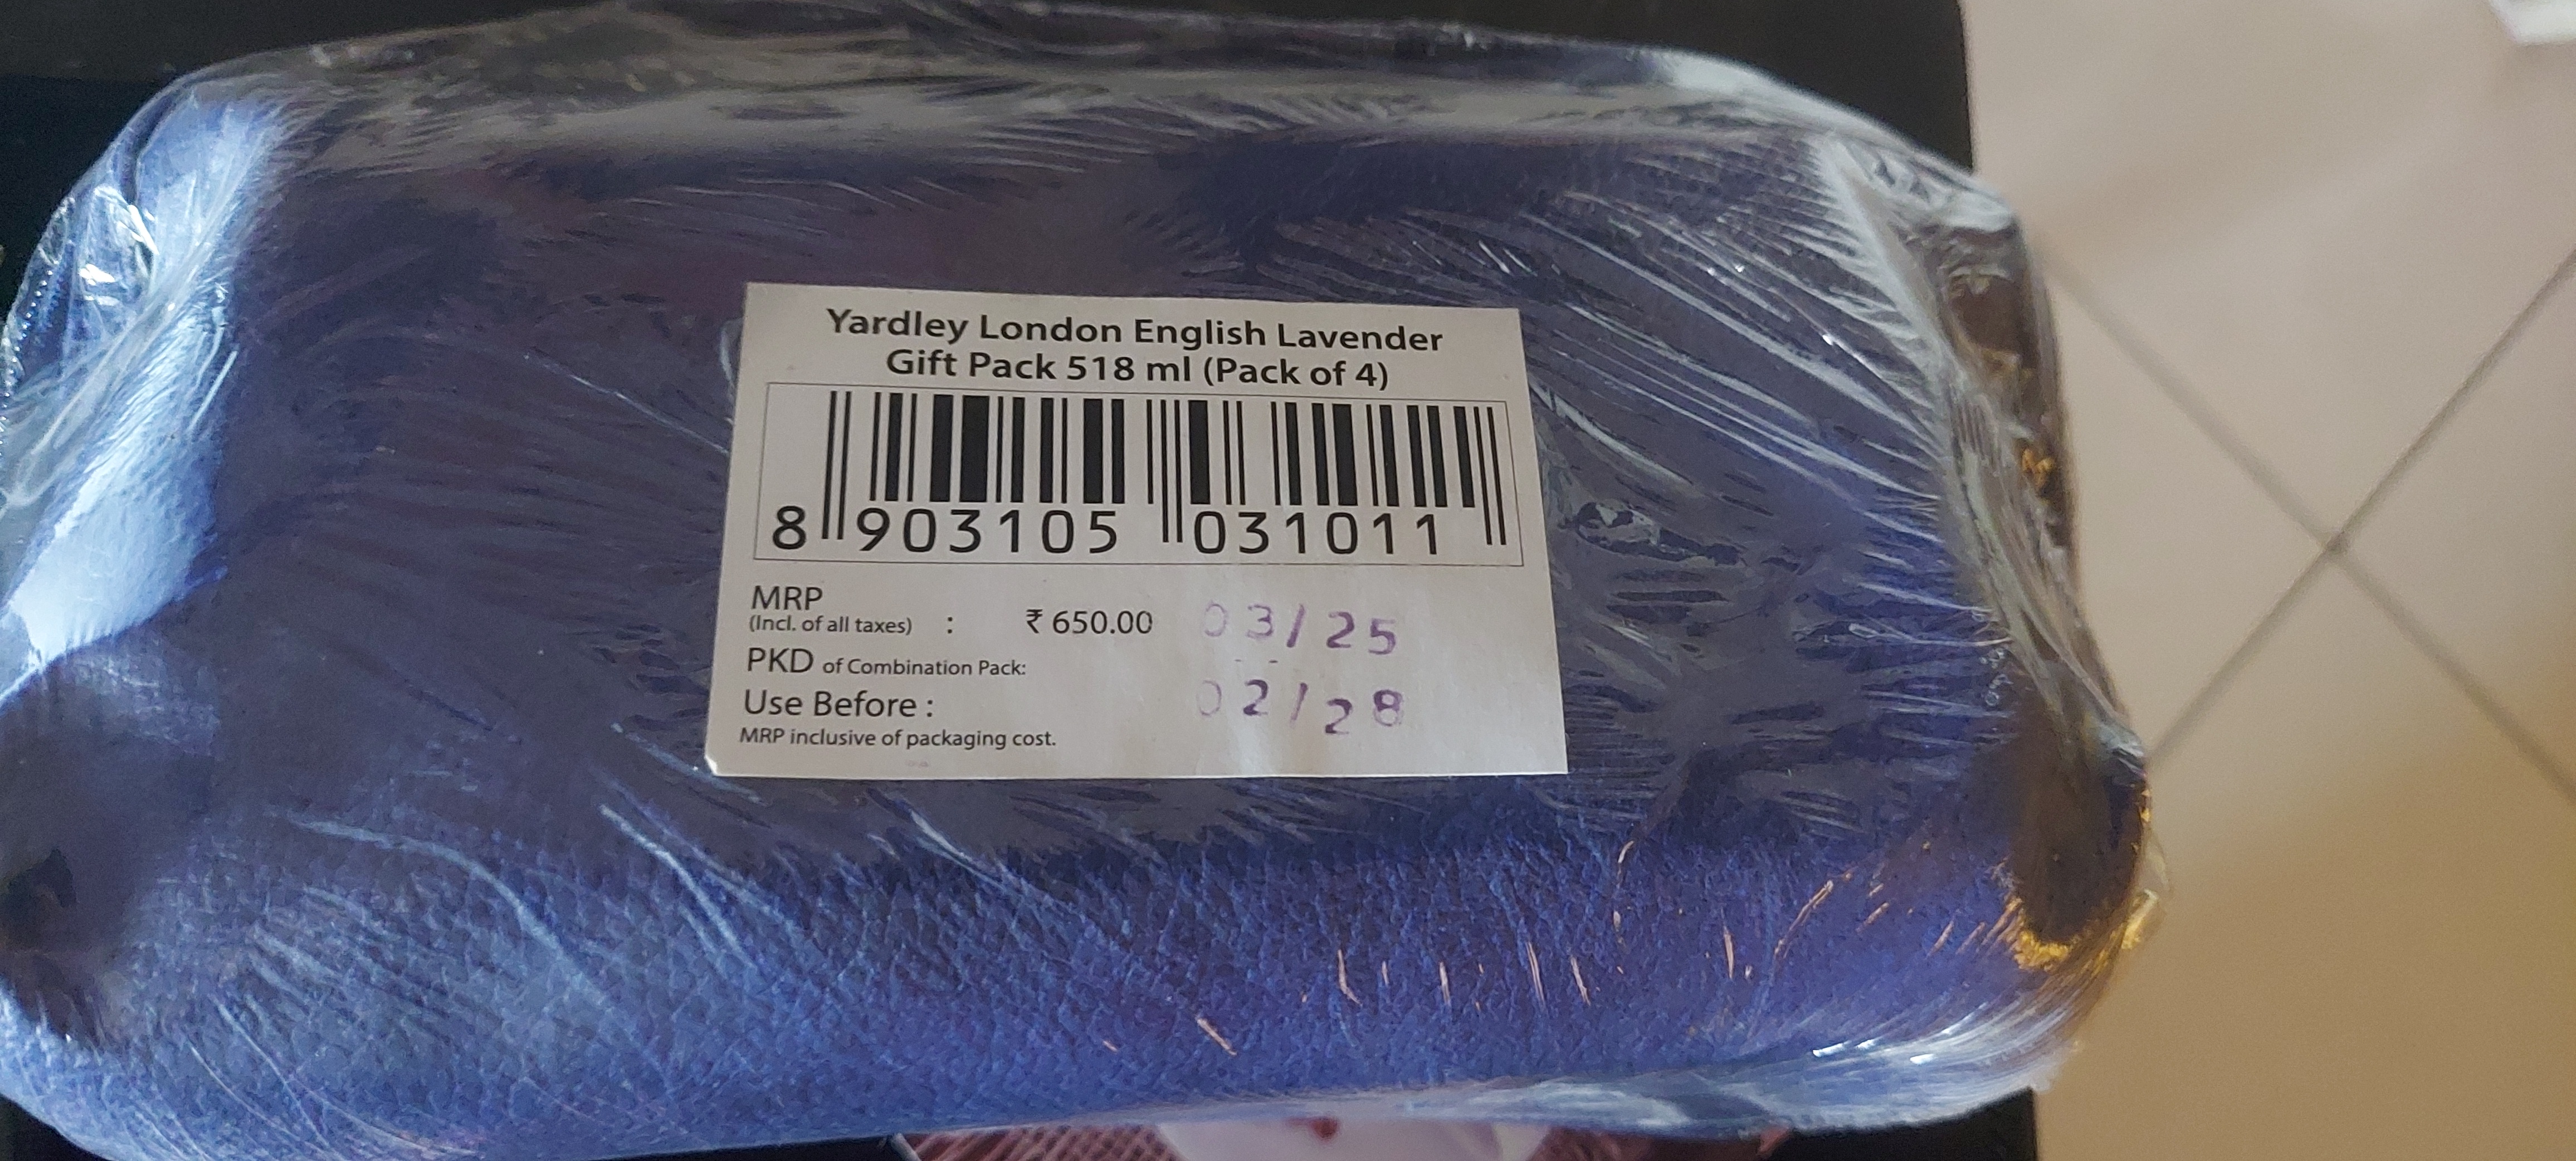 Yardley London English Lavender
Gift Pack 518 ml (Pack of 4)
8 903105 031011
MRP
(Incl. of all taxes) : ₹ 650.00 03/25
PKD of Combination Pack:
Use Before : 02/28
MRP inclusive of packaging cost.